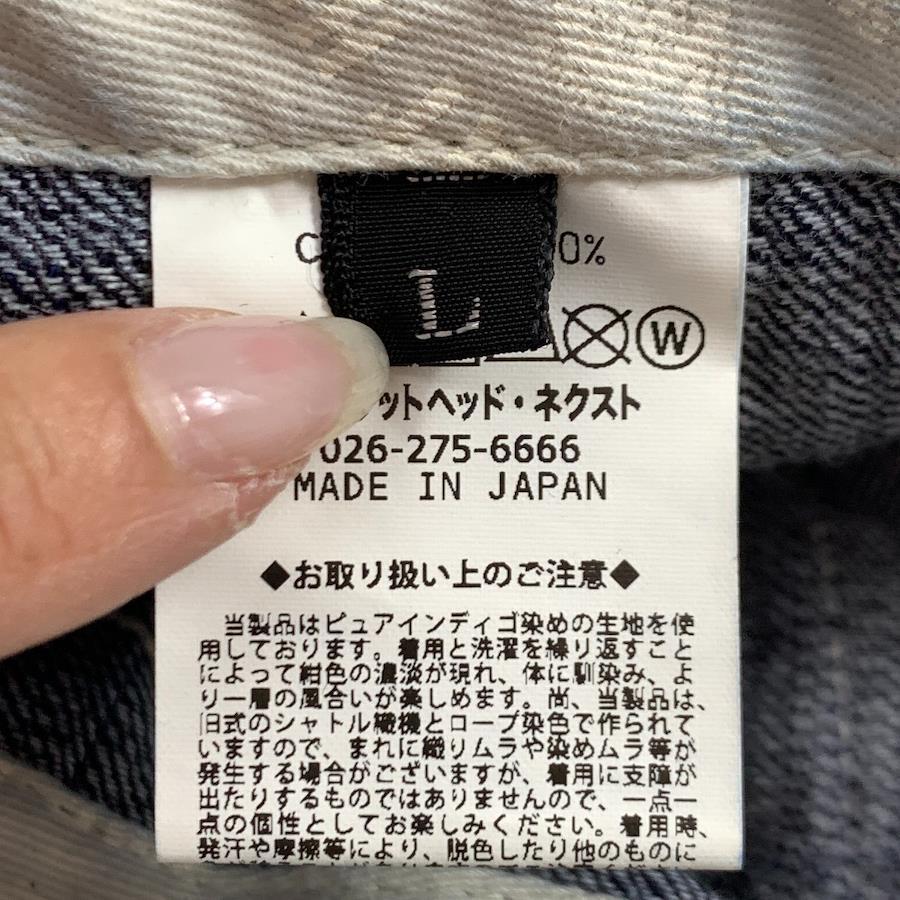 L
0%
W
ットヘッド・ネクスト
026-275-6666
MADE IN JAPAN
◆お取り扱い上のご注意◆
当製品はピュアインディゴ染めの生地を使
用しております。着用と洗濯を繰り返すこと
によって紺色の濃淡が現れ、体に馴染み、よ
り一層の風合いが楽しめます。尚、当製品は、
旧式のシャトル織機とロープ染色で作られて
いますので、まれに織りムラや染めムラ等が
発生する場合がございますが、着用に支障が
出たりするものではありませんので、一点一
点の個性としてお楽しみください。着用時、
発汗や摩擦等により、脱色したり他のものに